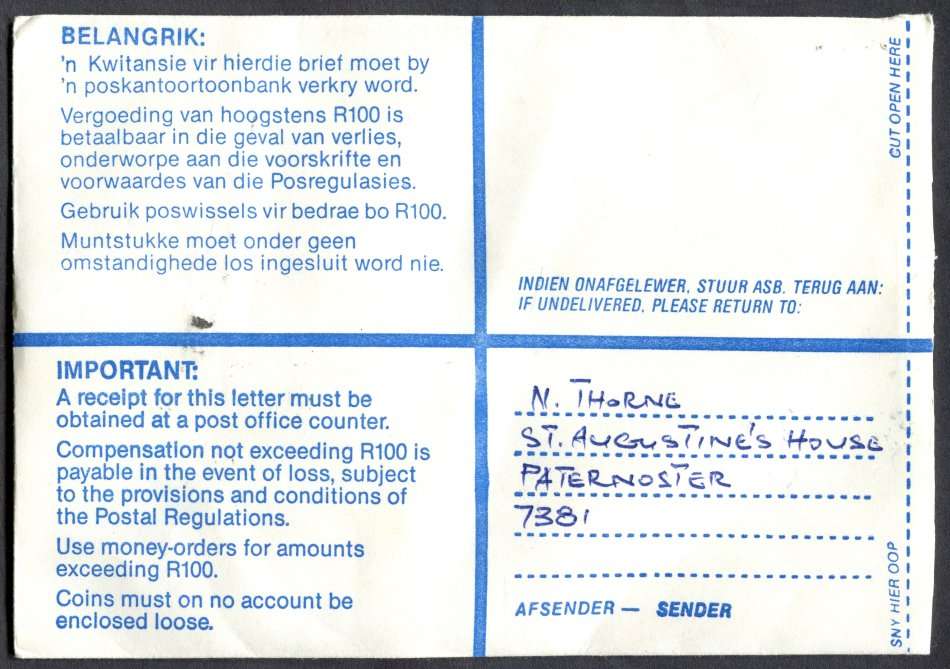 BELANGRIK:
'n Kwitansie vir hierdie brief moet by
'n poskantoortoonbank verkry word.
Vergoeding van hoogstens R100 is
betaalbaar in die geval van verlies,
onderworpe aan die voorskrifte en
voorwaardes van die Posregulasies.
Gebruik poswissels vir bedrae bo R100.
Muntstukke moet onder geen
omstandighede los ingesluit word nie.
CUT OPEN HERE
INDIEN ONAFGELEWER, STUUR ASB. TERUG AAN:
IF UNDELIVERED, PLEASE RETURN TO:
IMPORTANT:
A receipt for this letter must be
obtained at a post office counter.
Compensation not exceeding R100 is
payable in the event of loss, subject
to the provisions and conditions of
the Postal Regulations.
Use money-orders for amounts
exceeding R100.
Coins must on no account be
enclosed loose.
N. THORNE
ST. AUGUSTINE'S HOUSE
PATERNOSTER
7381
AFSENDER — SENDER
SNY HIER OOP